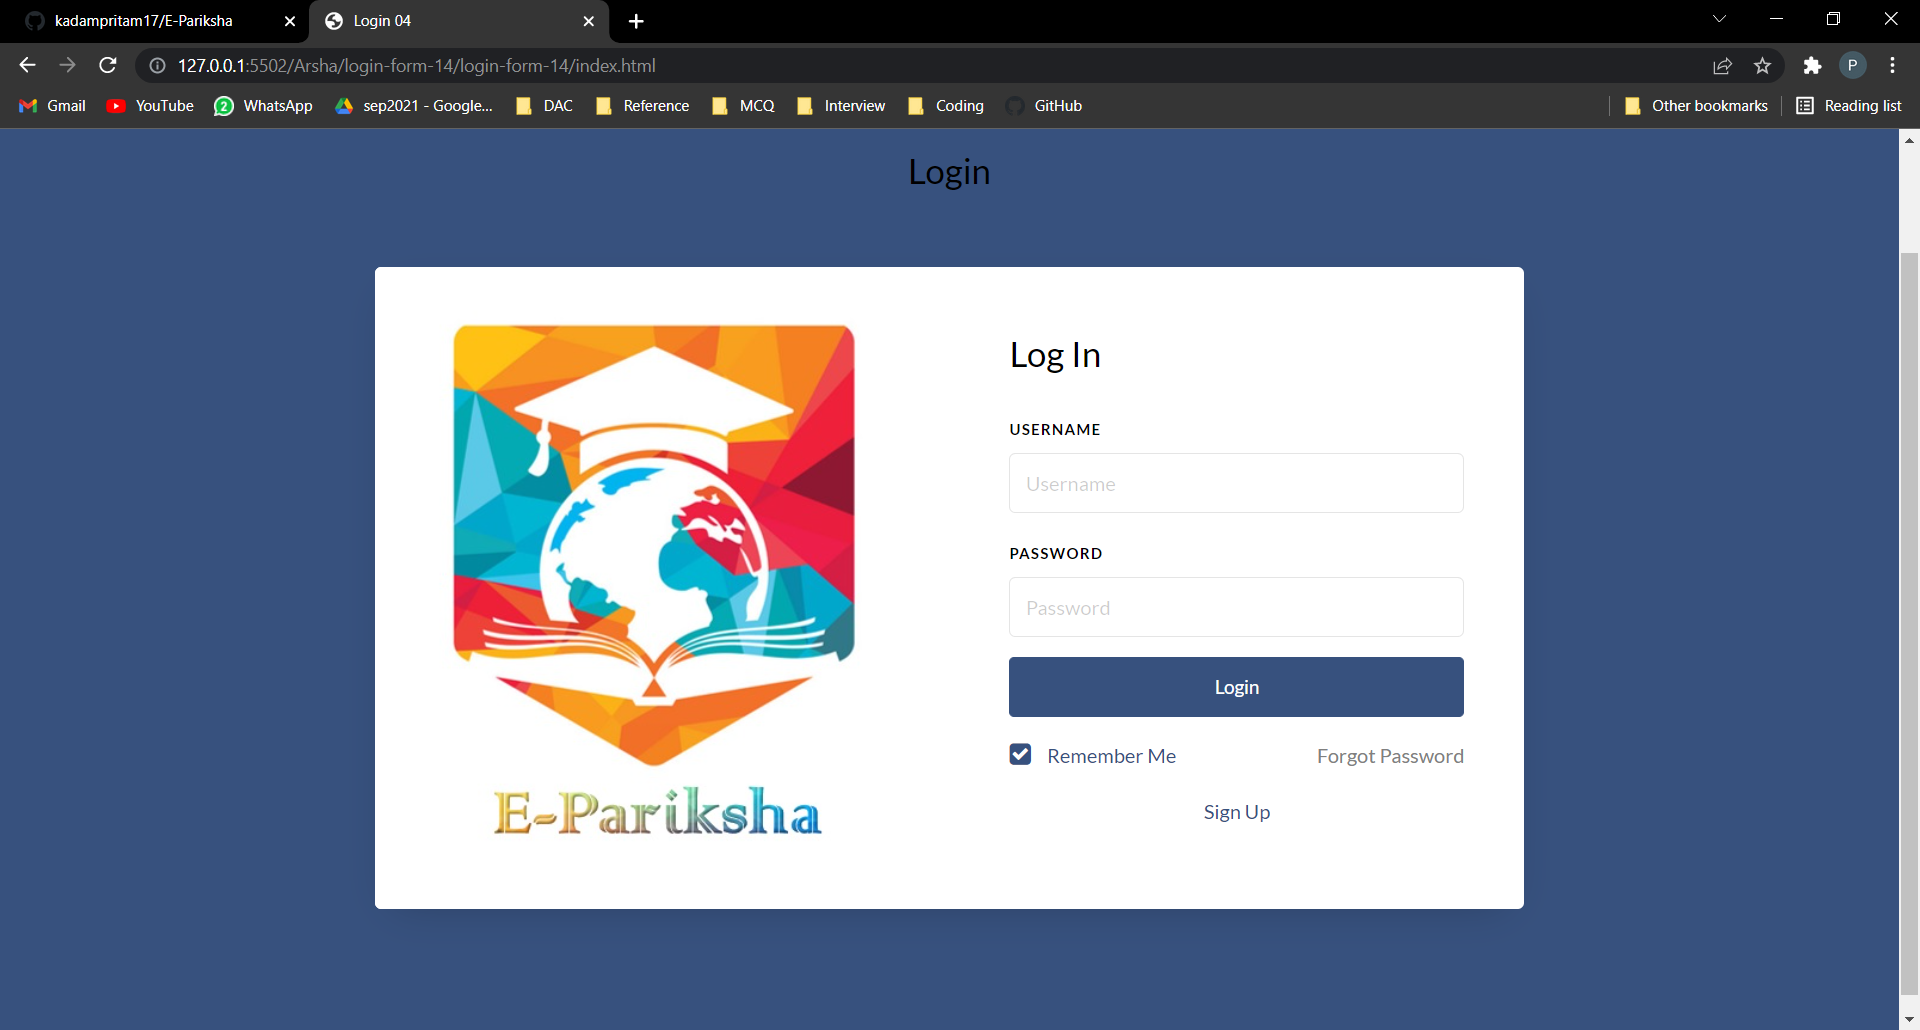 kadampritam17/E-Pariksha
Login 04
127.0.0.1:5502/Arsha/login-form-14/login-form-14/index.html
P
Gmail
YouTube
2
WhatsApp
sep2021 - Google...
DAC
Reference
MCQ
Interview
Coding
GitHub
Other bookmarks
Reading list
Login
E-Pariksha
Log In
USERNAME
Username
PASSWORD
Password
Login
Remember Me
Forgot Password
Sign Up